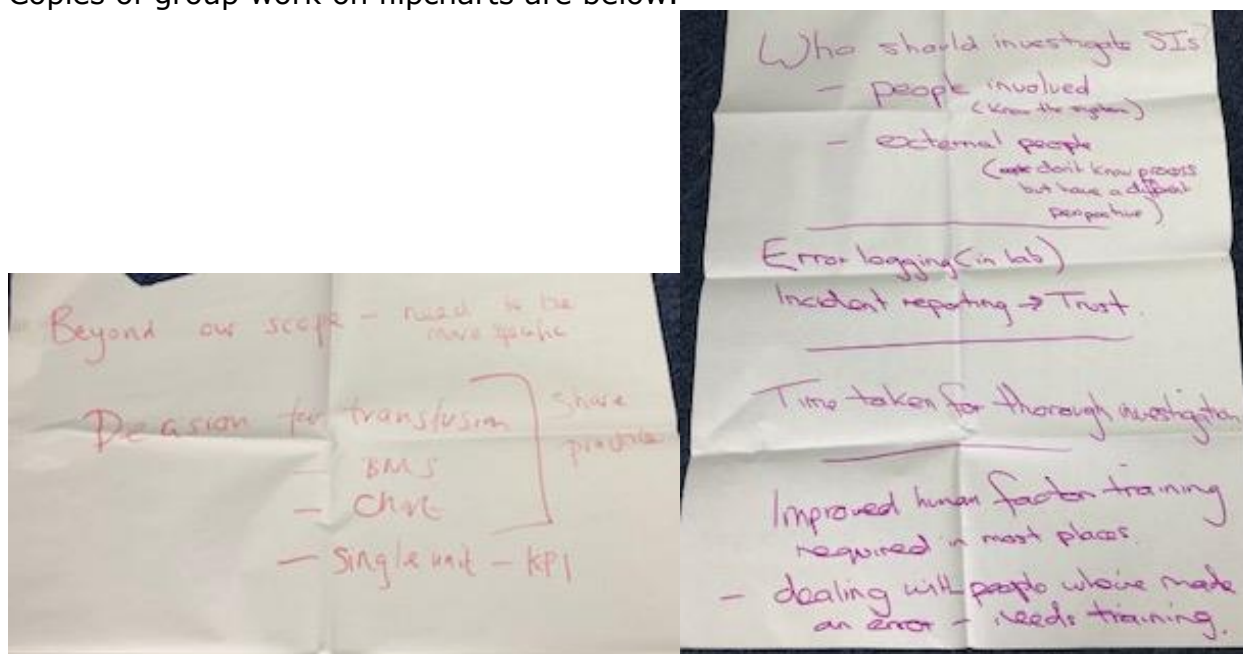 Copies of group work on flipcharts are below.
Beyond our scope – need to be
more specific
Decision for transfusion
– BMS
–
– Single unit – KPI
share
practice
Who should investigate SIs?
– people involved
(know the system)
– external people
(don't know process
but have a different
perspective)
Error logging (in lab)
Incident reporting → Trust.
Time taken for thorough investigation
Improved human factor training
required in most places.
– dealing with people who've made
an error – needs training.